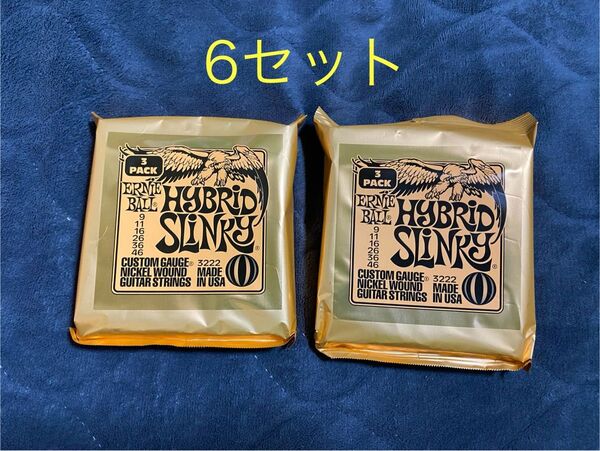 6セット
3
PACK
ERNIE
BALL
HYBRID
SLINKY®
9
11
16
26
36
46
CUSTOM GAUGE® 3222
NICKEL WOUND MADE
GUITAR STRINGS IN USA
3
PACK
ERNIE
BALL
HYBRID
SLINKY®
9
11
16
26
36
46
CUSTOM GAUGE® 3222
NICKEL WOUND MADE
GUITAR STRINGS IN USA